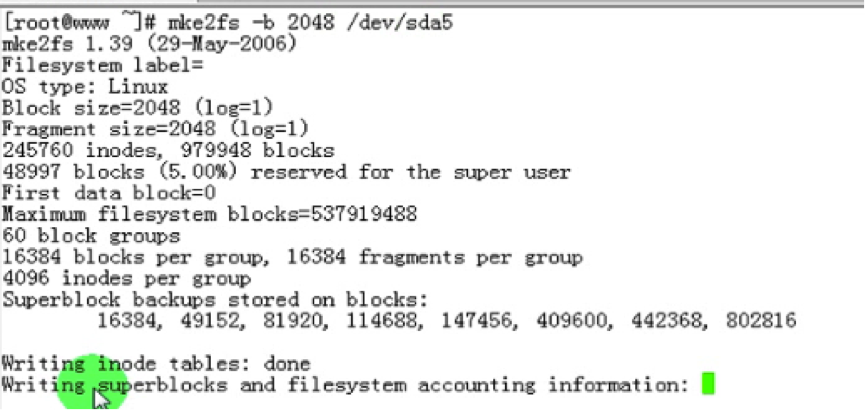 [root@www ~]# mke2fs -b 2048 /dev/sda5
mke2fs 1.39 (29-May-2006)
Filesystem label=
OS type: Linux
Block size=2048 (log=1)
Fragment size=2048 (log=1)
245760 inodes, 979948 blocks
48997 blocks (5.00%) reserved for the super user
First data block=0
Maximum filesystem blocks=537919488
60 block groups
16384 blocks per group, 16384 fragments per group
4096 inodes per group
Superblock backups stored on blocks:
16384, 49152, 81920, 114688, 147456, 409600, 442368, 802816
Writing inode tables: done
Writing superblocks and filesystem accounting information: